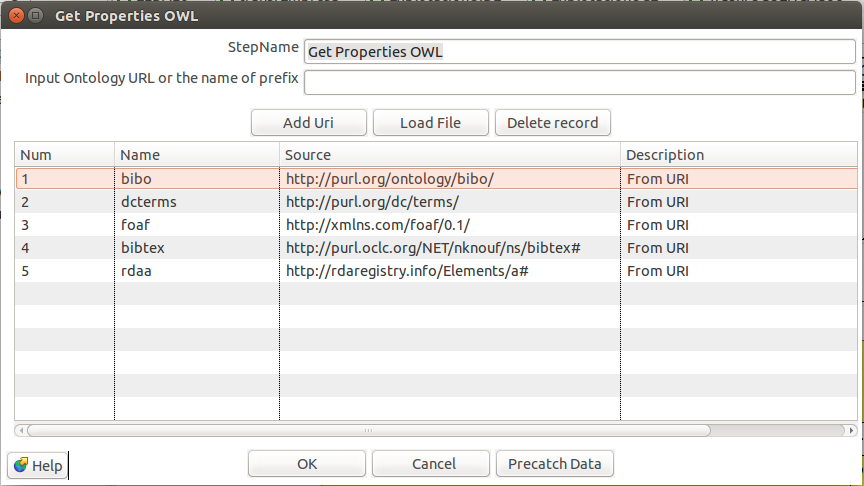 Get Properties OWL
StepName Get Properties OWL
Input Ontology URL or the name of prefix
Add Uri Load File Delete record
Num Name Source Description
1 bibo http://purl.org/ontology/bibo/ From URI
2 dcterms http://purl.org/dc/terms/ From URI
3 foaf http://xmlns.com/foaf/0.1/ From URI
4 bibtex http://purl.oclc.org/NET/nknouf/ns/bibtex# From URI
5 rdaa http://rdaregistry.info/Elements/a# From URI
Help OK Cancel Precatch Data